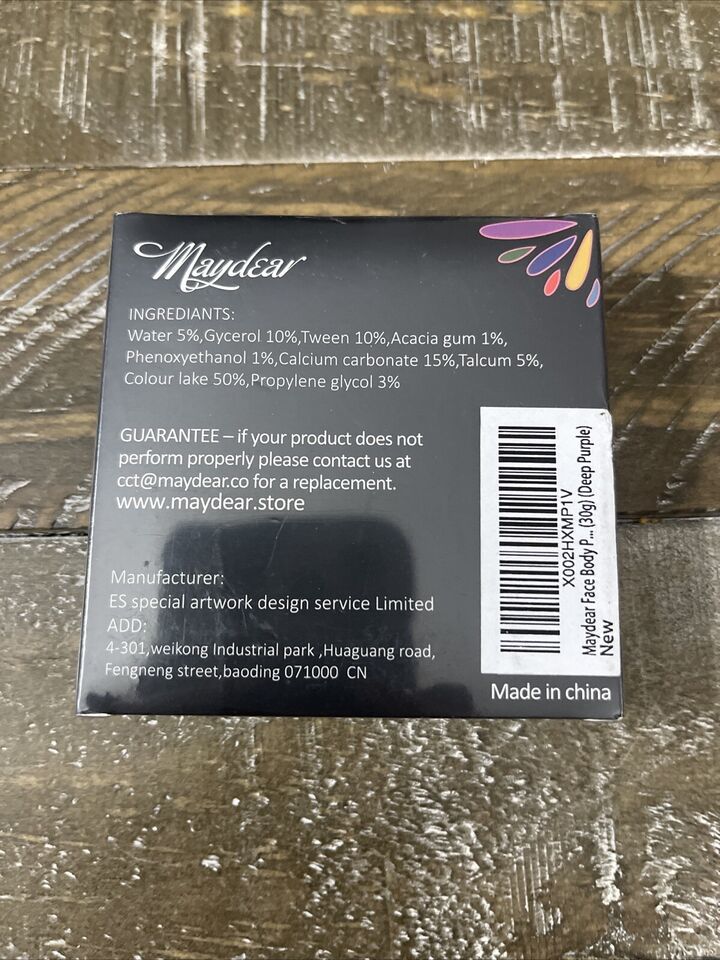 Maydear
INGREDIANTS:
Water 5%,Gycerol 10%,Tween 10%,Acacia gum 1%,
Phenoxyethanol 1%,Calcium carbonate 15%,Talcum 5%,
Colour lake 50%,Propylene glycol 3%
GUARANTEE – if your product does not
perform properly please contact us at
cct@maydear.co for a replacement.
www.maydear.store
Manufacturer:
ES special artwork design service Limited
ADD:
4-301,weikong Industrial park ,Huaguang road,
Fengneng street,baoding 071000 CN
X002HXMP1V
Maydear Face Body P... (30g) (Deep Purple)
New
Made in china